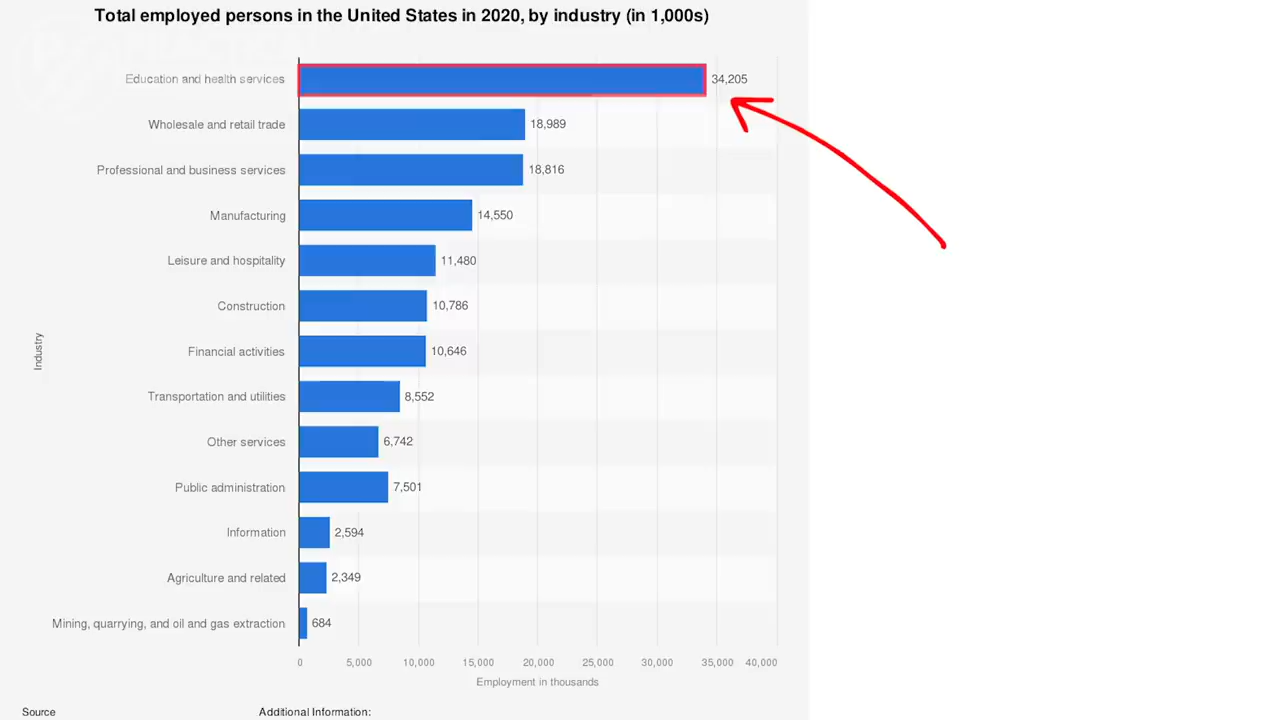 Total employed persons in the United States in 2020, by industry (in 1,000s)
Education and health services 34,205
Wholesale and retail trade 18,989
Professional and business services 18,816
Manufacturing 14,550
Leisure and hospitality 11,480
Construction 10,786
Industry
Financial activities 10,646
Transportation and utilities 8,552
Other services 6,742
Public administration 7,501
Information 2,594
Agriculture and related 2,349
Mining, quarrying, and oil and gas extraction 684
0 5,000 10,000 15,000 20,000 25,000 30,000 35,000 40,000
Employment in thousands
Source Additional Information: